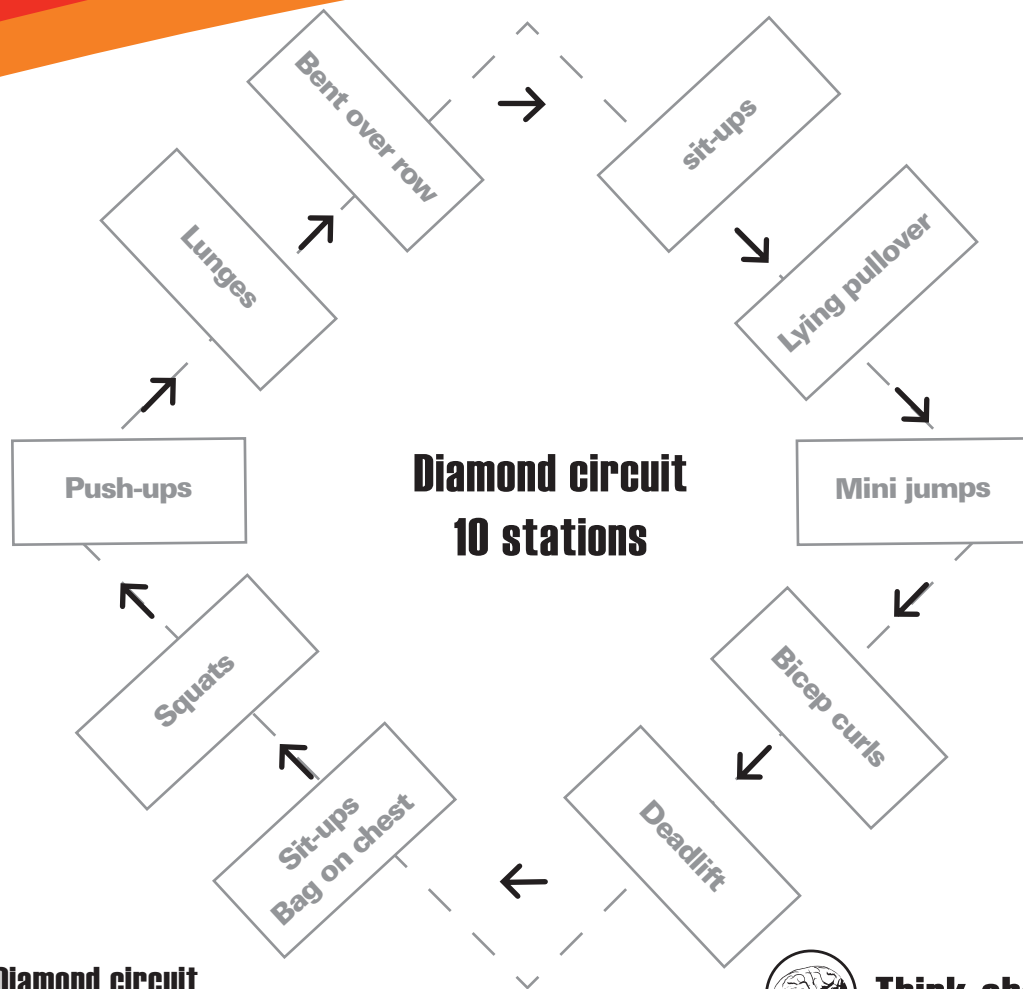 Bent over row
sit-ups
Lunges
Lying pullover
Push-ups
Diamond circuit
10 stations
Mini jumps
Squats
Bicep curls
Sit-ups
Bag on chest
Deadlift
Diamond circuit
Think